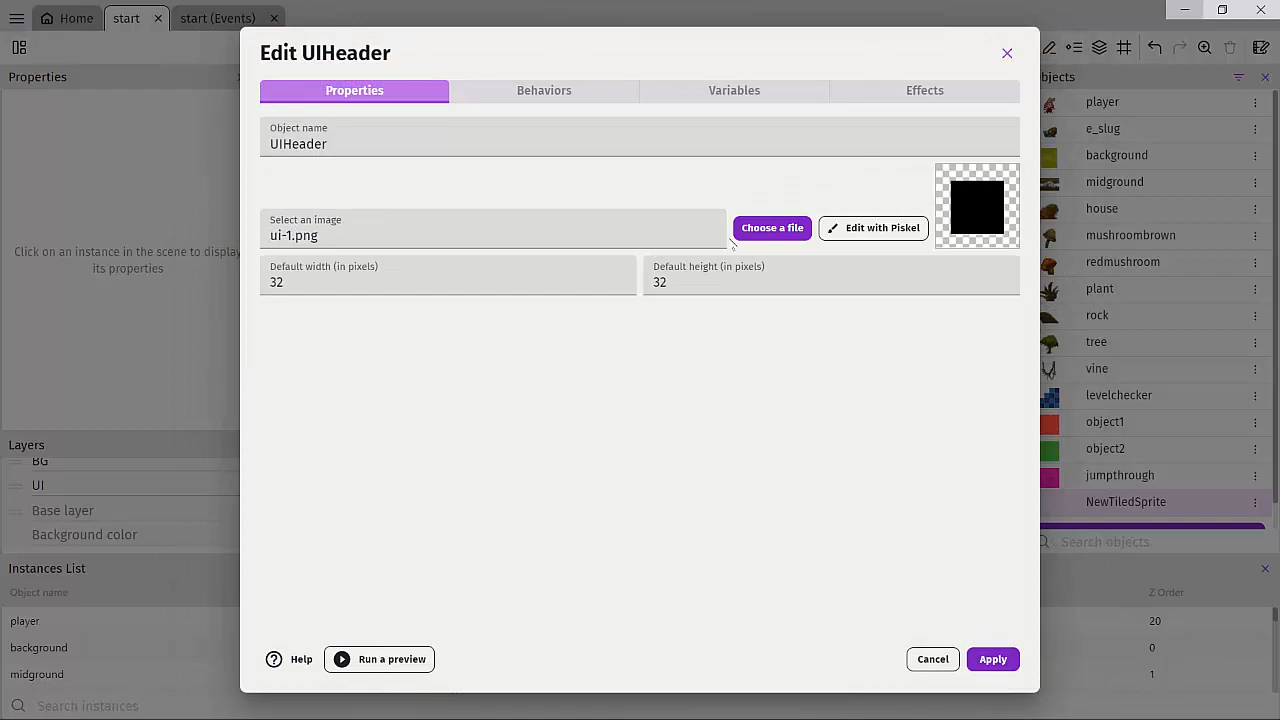 Home
start
start (Events)
Properties
Click on an instance in the scene to display
its properties
Layers
BG
UI
Base layer
Background color
Instances List
Object name
player
background
midground
Search instances
Edit UIHeader
Properties
Behaviors
Variables
Effects
Object name
UIHeader
Select an image
ui-1.png
Choose a file
Edit with Piskel
Default width (in pixels)
32
Default height (in pixels)
32
Help
Run a preview
Cancel
Apply
player
e_slug
background
midground
house
mushroombrown
redmushroom
plant
rock
tree
vine
levelchecker
object1
object2
jumpthrough
NewTiledSprite
Search objects
Z Order
20
0
1